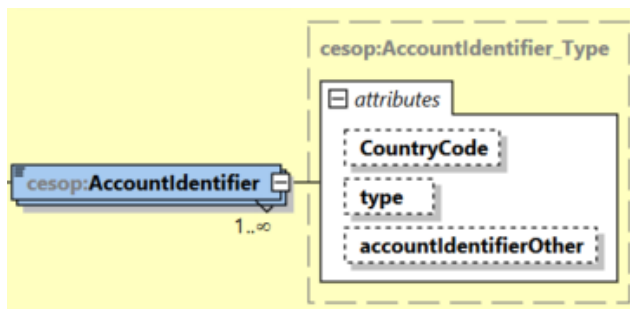 cesop:AccountIdentifier_Type
attributes
CountryCode
cesop:AccountIdentifier
type
1..∞
accountIdentifierOther